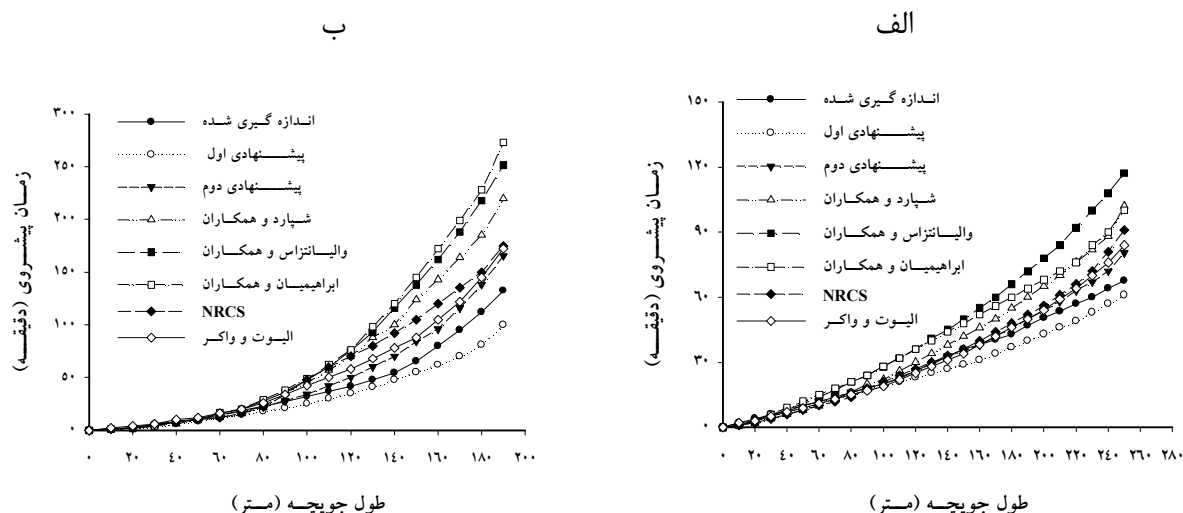 الف
۱۵۰
۱۲۰
۹۰
۶۰
۳۰
۰
زمان پیشروی (دقیقه)
اندازه گیری شده
پیشنهادی اول
پیشنهادی دوم
شپارد و همکاران
والیانتزاس و همکاران
ابراهیمیان و همکاران
NRCS
الیوت و واکر
۰ ۲۰ ۴۰ ۶۰ ۸۰ ۱۰۰ ۱۲۰ ۱۴۰ ۱۶۰ ۱۸۰ ۲۰۰ ۲۲۰ ۲۴۰ ۲۶۰ ۲۸۰
طول جویچه (متر)
ب
۳۰۰
۲۵۰
۲۰۰
۱۵۰
۱۰۰
۵۰
۰
زمان پیشروی (دقیقه)
اندازه گیری شده
پیشنهادی اول
پیشنهادی دوم
شپارد و همکاران
والیانتزاس و همکاران
ابراهیمیان و همکاران
NRCS
الیوت و واکر
۰ ۲۰ ۴۰ ۶۰ ۸۰ ۱۰۰ ۱۲۰ ۱۴۰ ۱۶۰ ۱۸۰ ۲۰۰
طول جویچه (متر)